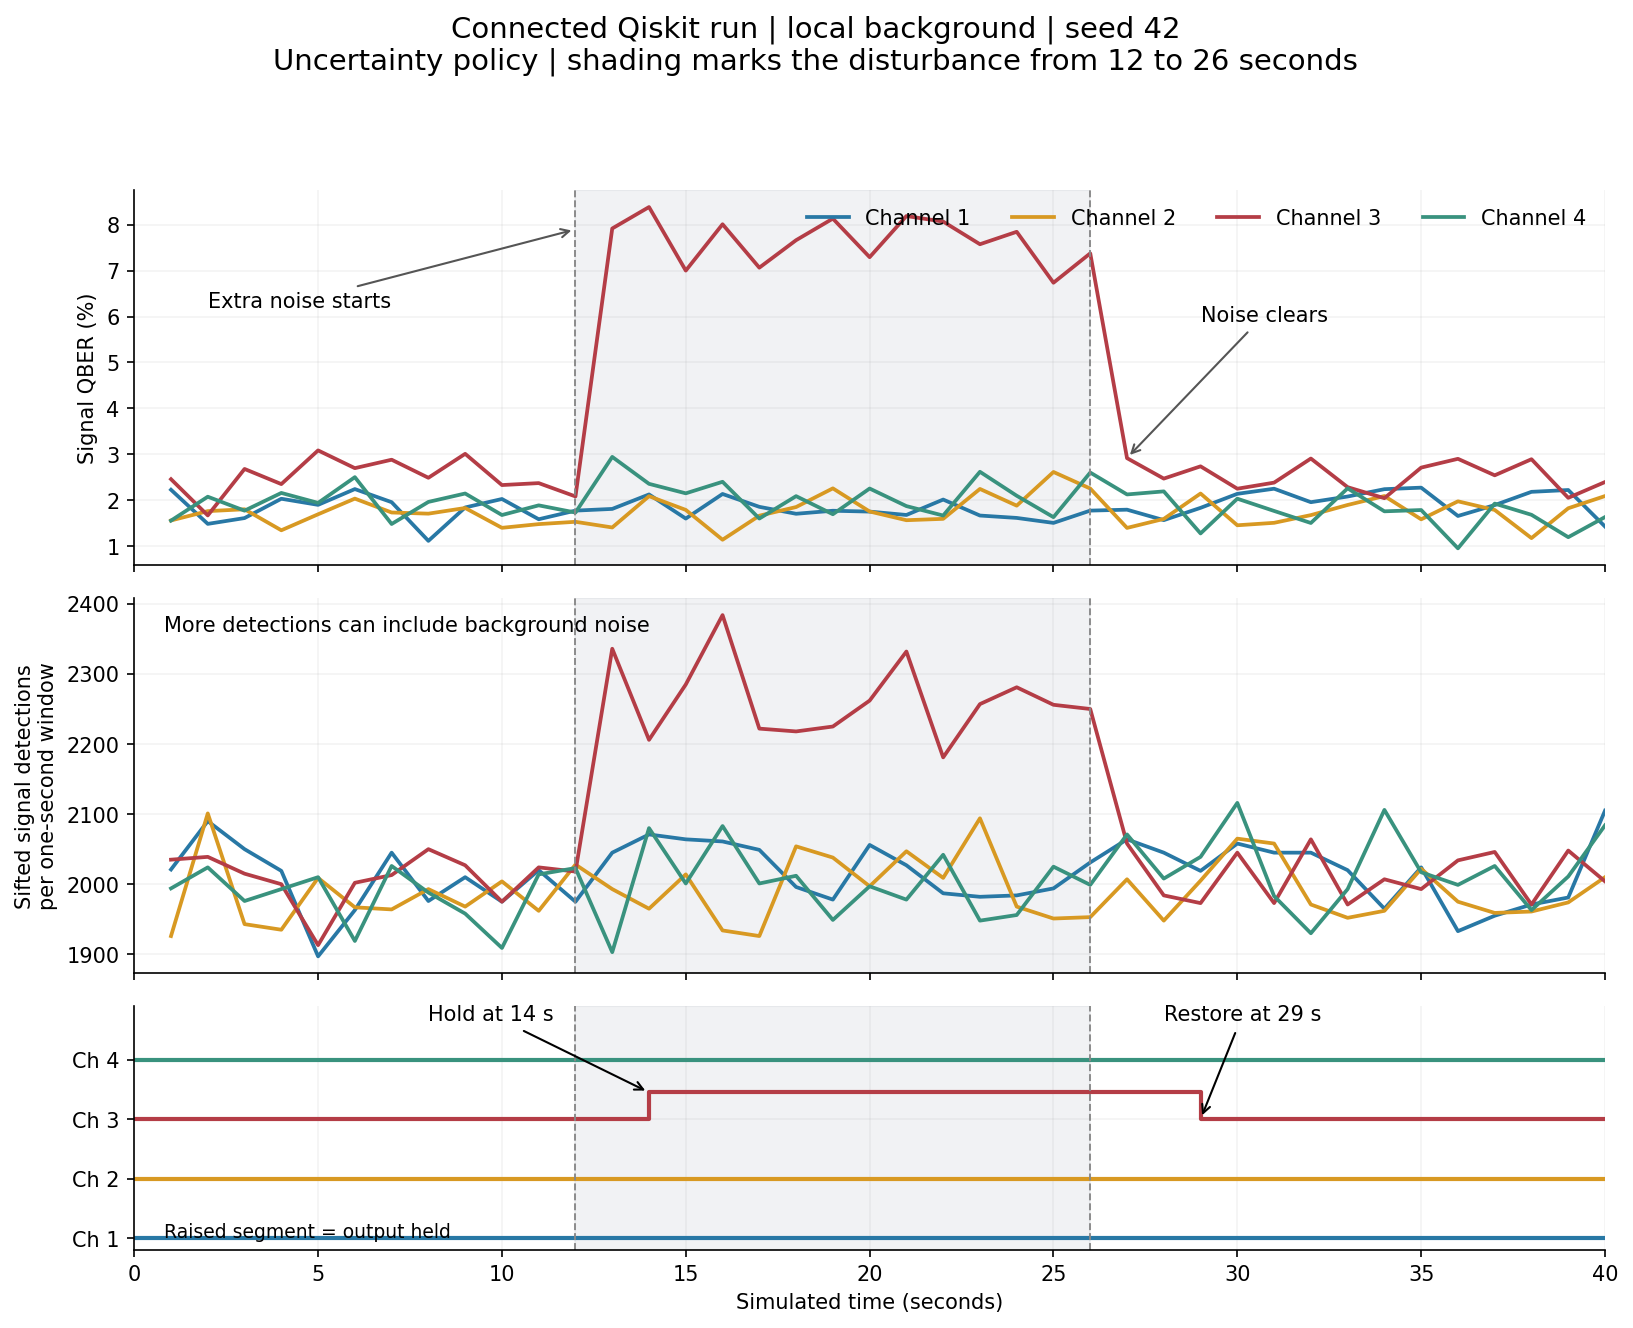 Connected Qiskit run | local background | seed 42
Uncertainty policy | shading marks the disturbance from 12 to 26 seconds
Channel 1
Channel 2
Channel 3
Channel 4
Extra noise starts
Noise clears
Signal QBER (%)
8
7
6
5
4
3
2
1
More detections can include background noise
Sifted signal detections
per one-second window
2400
2300
2200
2100
2000
1900
Hold at 14 s
Restore at 29 s
Ch 4
Ch 3
Ch 2
Ch 1
Raised segment = output held
0
5
10
15
20
25
30
35
40
Simulated time (seconds)